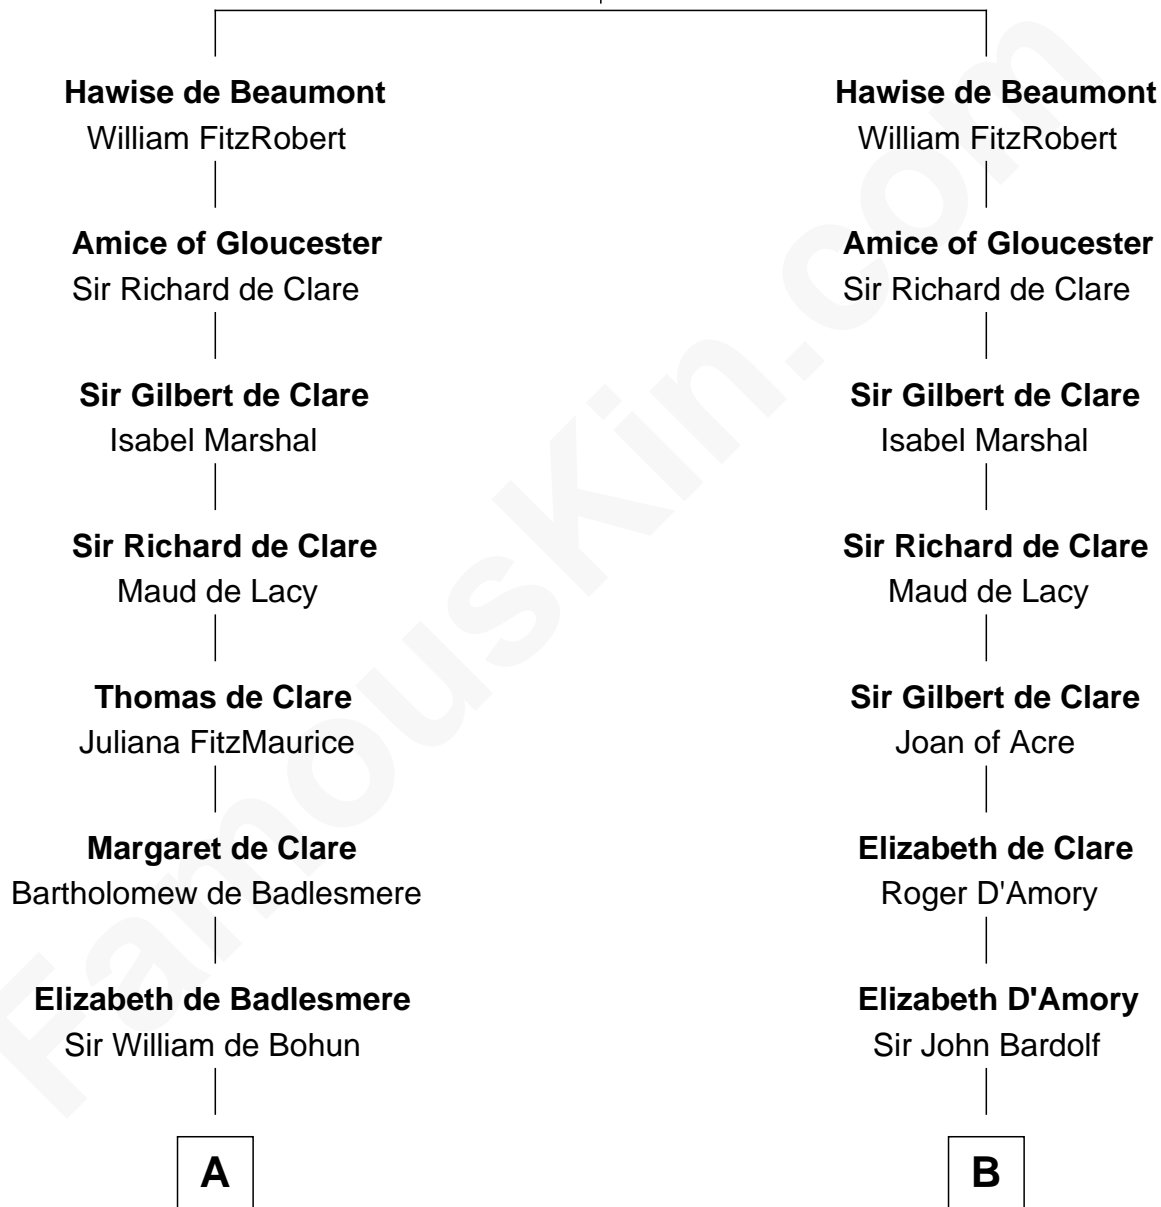 Hawise de Beaumont
William FitzRobert
Amice of Gloucester
Sir Richard de Clare
Sir Gilbert de Clare
Isabel Marshal
Sir Richard de Clare
Maud de Lacy
Thomas de Clare
Juliana FitzMaurice
Margaret de Clare
Bartholomew de Badlesmere
Elizabeth de Badlesmere
Sir William de Bohun
A
Hawise de Beaumont
William FitzRobert
Amice of Gloucester
Sir Richard de Clare
Sir Gilbert de Clare
Isabel Marshal
Sir Richard de Clare
Maud de Lacy
Sir Gilbert de Clare
Joan of Acre
Elizabeth de Clare
Roger D'Amory
Elizabeth D'Amory
Sir John Bardolf
B
FamousKin.com